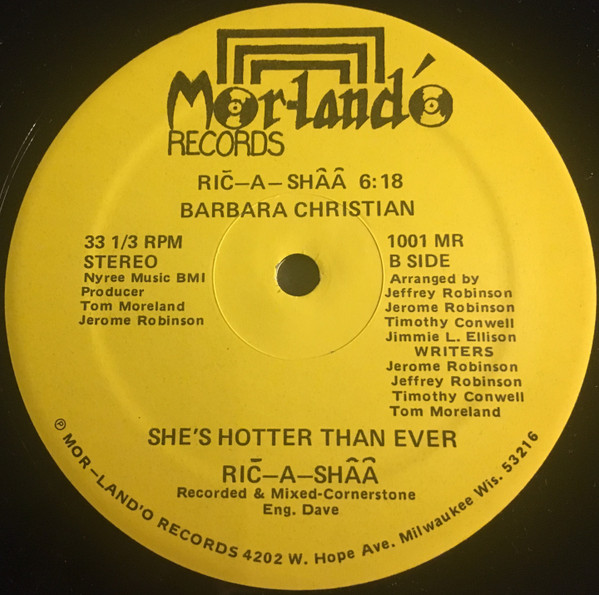 Mor-landó
RECORDS
RIC̄–A–SHÂÂ 6:18
BARBARA CHRISTIAN
33 1/3 RPM
STEREO
Nyree Music BMI
Producer
Tom Moreland
Jerome Robinson
1001 MR
B SIDE
Arranged by
Jeffrey Robinson
Jerome Robinson
Timothy Conwell
Jimmie L. Ellison
WRITERS
Jerome Robinson
Jeffrey Robinson
Timothy Conwell
Tom Moreland
SHE'S HOTTER THAN EVER
RIC̄–A–SHÂÂ
Recorded & Mixed-Cornerstone
Eng. Dave
℗ MOR–LAND'O RECORDS 4202 W. Hope Ave. Milwaukee Wis. 53216